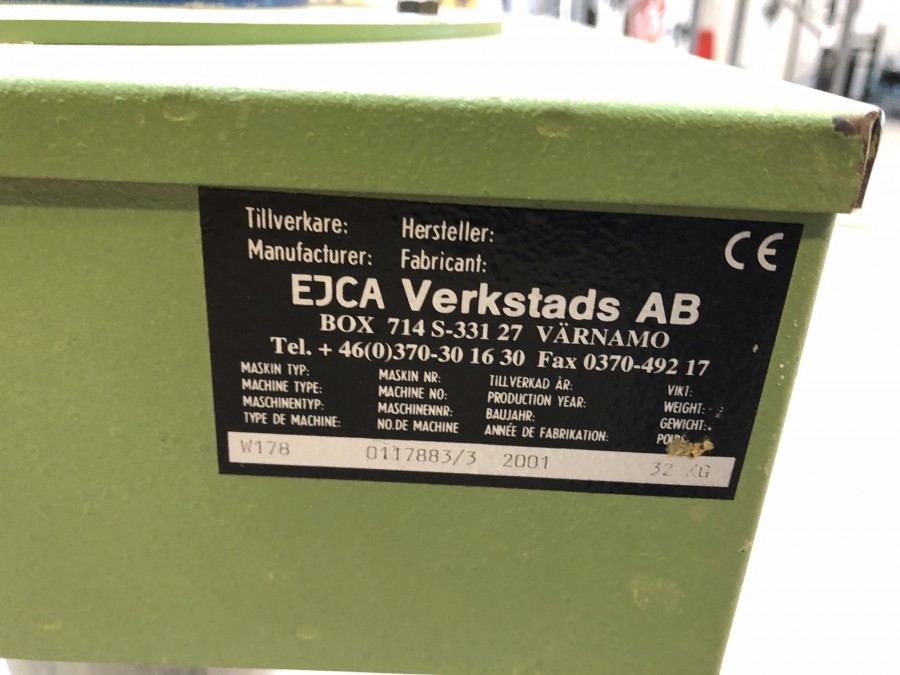 Tillverkare: Hersteller:
Manufacturer: Fabricant:
CE
EJCA Verkstads AB
BOX 714 S-331 27 VÄRNAMO
Tel. + 46(0)370-30 16 30 Fax 0370-492 17
MASKIN TYP: MASKIN NR: TILLVERKAD ÅR: VIKT:
MACHINE TYPE: MACHINE NO: PRODUCTION YEAR: WEIGHT:
MASCHINENTYP: MASCHINENNR: BAUJAHR: GEWICHT:
TYPE DE MACHINE: NO.DE MACHINE ANNÉE DE FABRIKATION:
W178 0117883/3 2001 32 KG